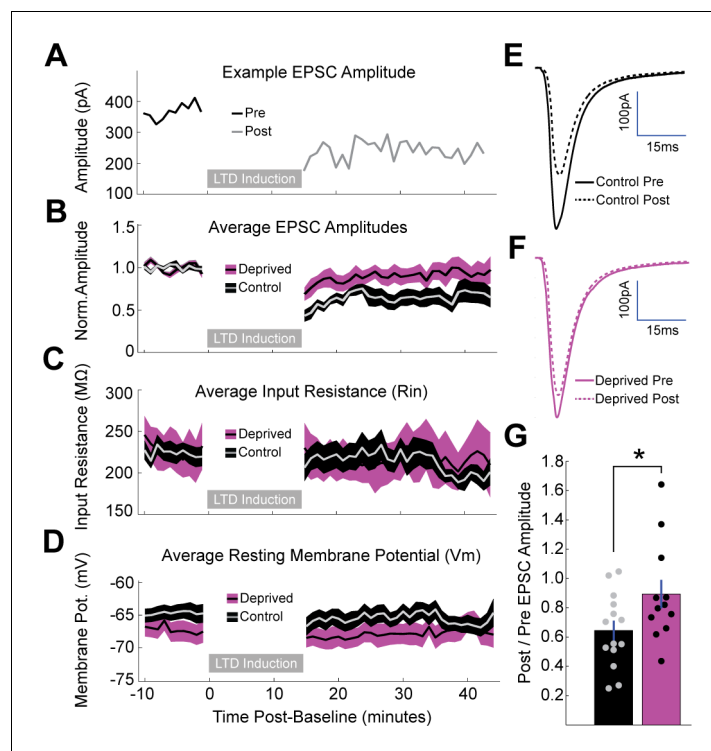 A
Example EPSC Amplitude
Amplitude (pA)
400
300
200
100
Pre
Post
LTD Induction
B
Average EPSC Amplitudes
Norm.Amplitude
1.5
1.0
0.5
0
Deprived
Control
LTD Induction
C
Average Input Resistance (Rin)
Input Resistance (MΩ)
300
250
200
150
Deprived
Control
LTD Induction
D
Average Resting Membrane Potential (Vm)
Membrane Pot. (mV)
-60
-65
-70
-75
Deprived
Control
LTD Induction
-10
0
10
20
30
40
Time Post-Baseline (minutes)
E
100pA
15ms
Control Pre
Control Post
F
100pA
15ms
Deprived Pre
Deprived Post
G
Post / Pre EPSC Amplitude
1.8
1.6
1.4
1.2
1.0
0.8
0.6
0.4
0.2
*